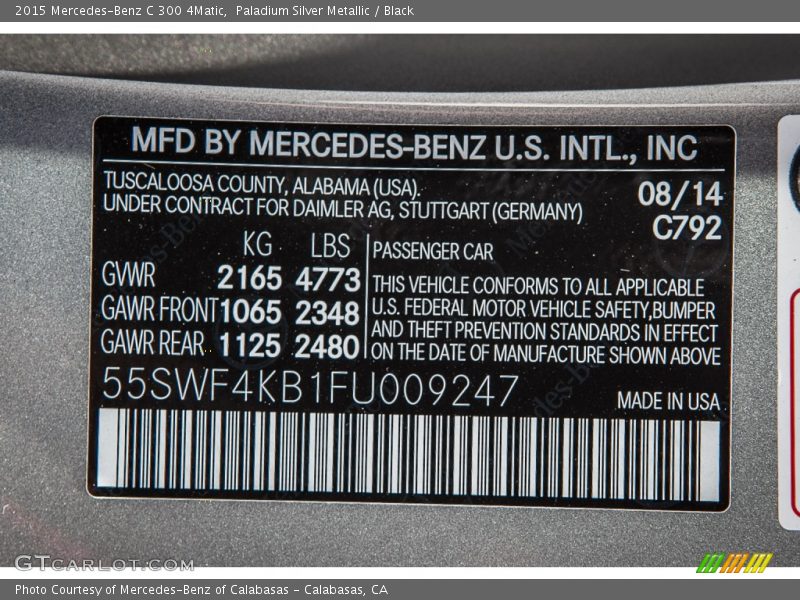 2015 Mercedes-Benz C 300 4Matic, Paladium Silver Metallic / Black
MFD BY MERCEDES-BENZ U.S. INTL., INC
TUSCALOOSA COUNTY, ALABAMA (USA). 08/14
UNDER CONTRACT FOR DAIMLER AG, STUTTGART (GERMANY) C792
KG LBS PASSENGER CAR
GWR 2165 4773 THIS VEHICLE CONFORMS TO ALL APPLICABLE
GAWR FRONT 1065 2348 U.S. FEDERAL MOTOR VEHICLE SAFETY, BUMPER
AND THEFT PREVENTION STANDARDS IN EFFECT
GAWR REAR 1125 2480 ON THE DATE OF MANUFACTURE SHOWN ABOVE
55SWF4KB1FU009247 MADE IN USA
GTCarLot.com
Photo Courtesy of Mercedes-Benz of Calabasas - Calabasas, CA